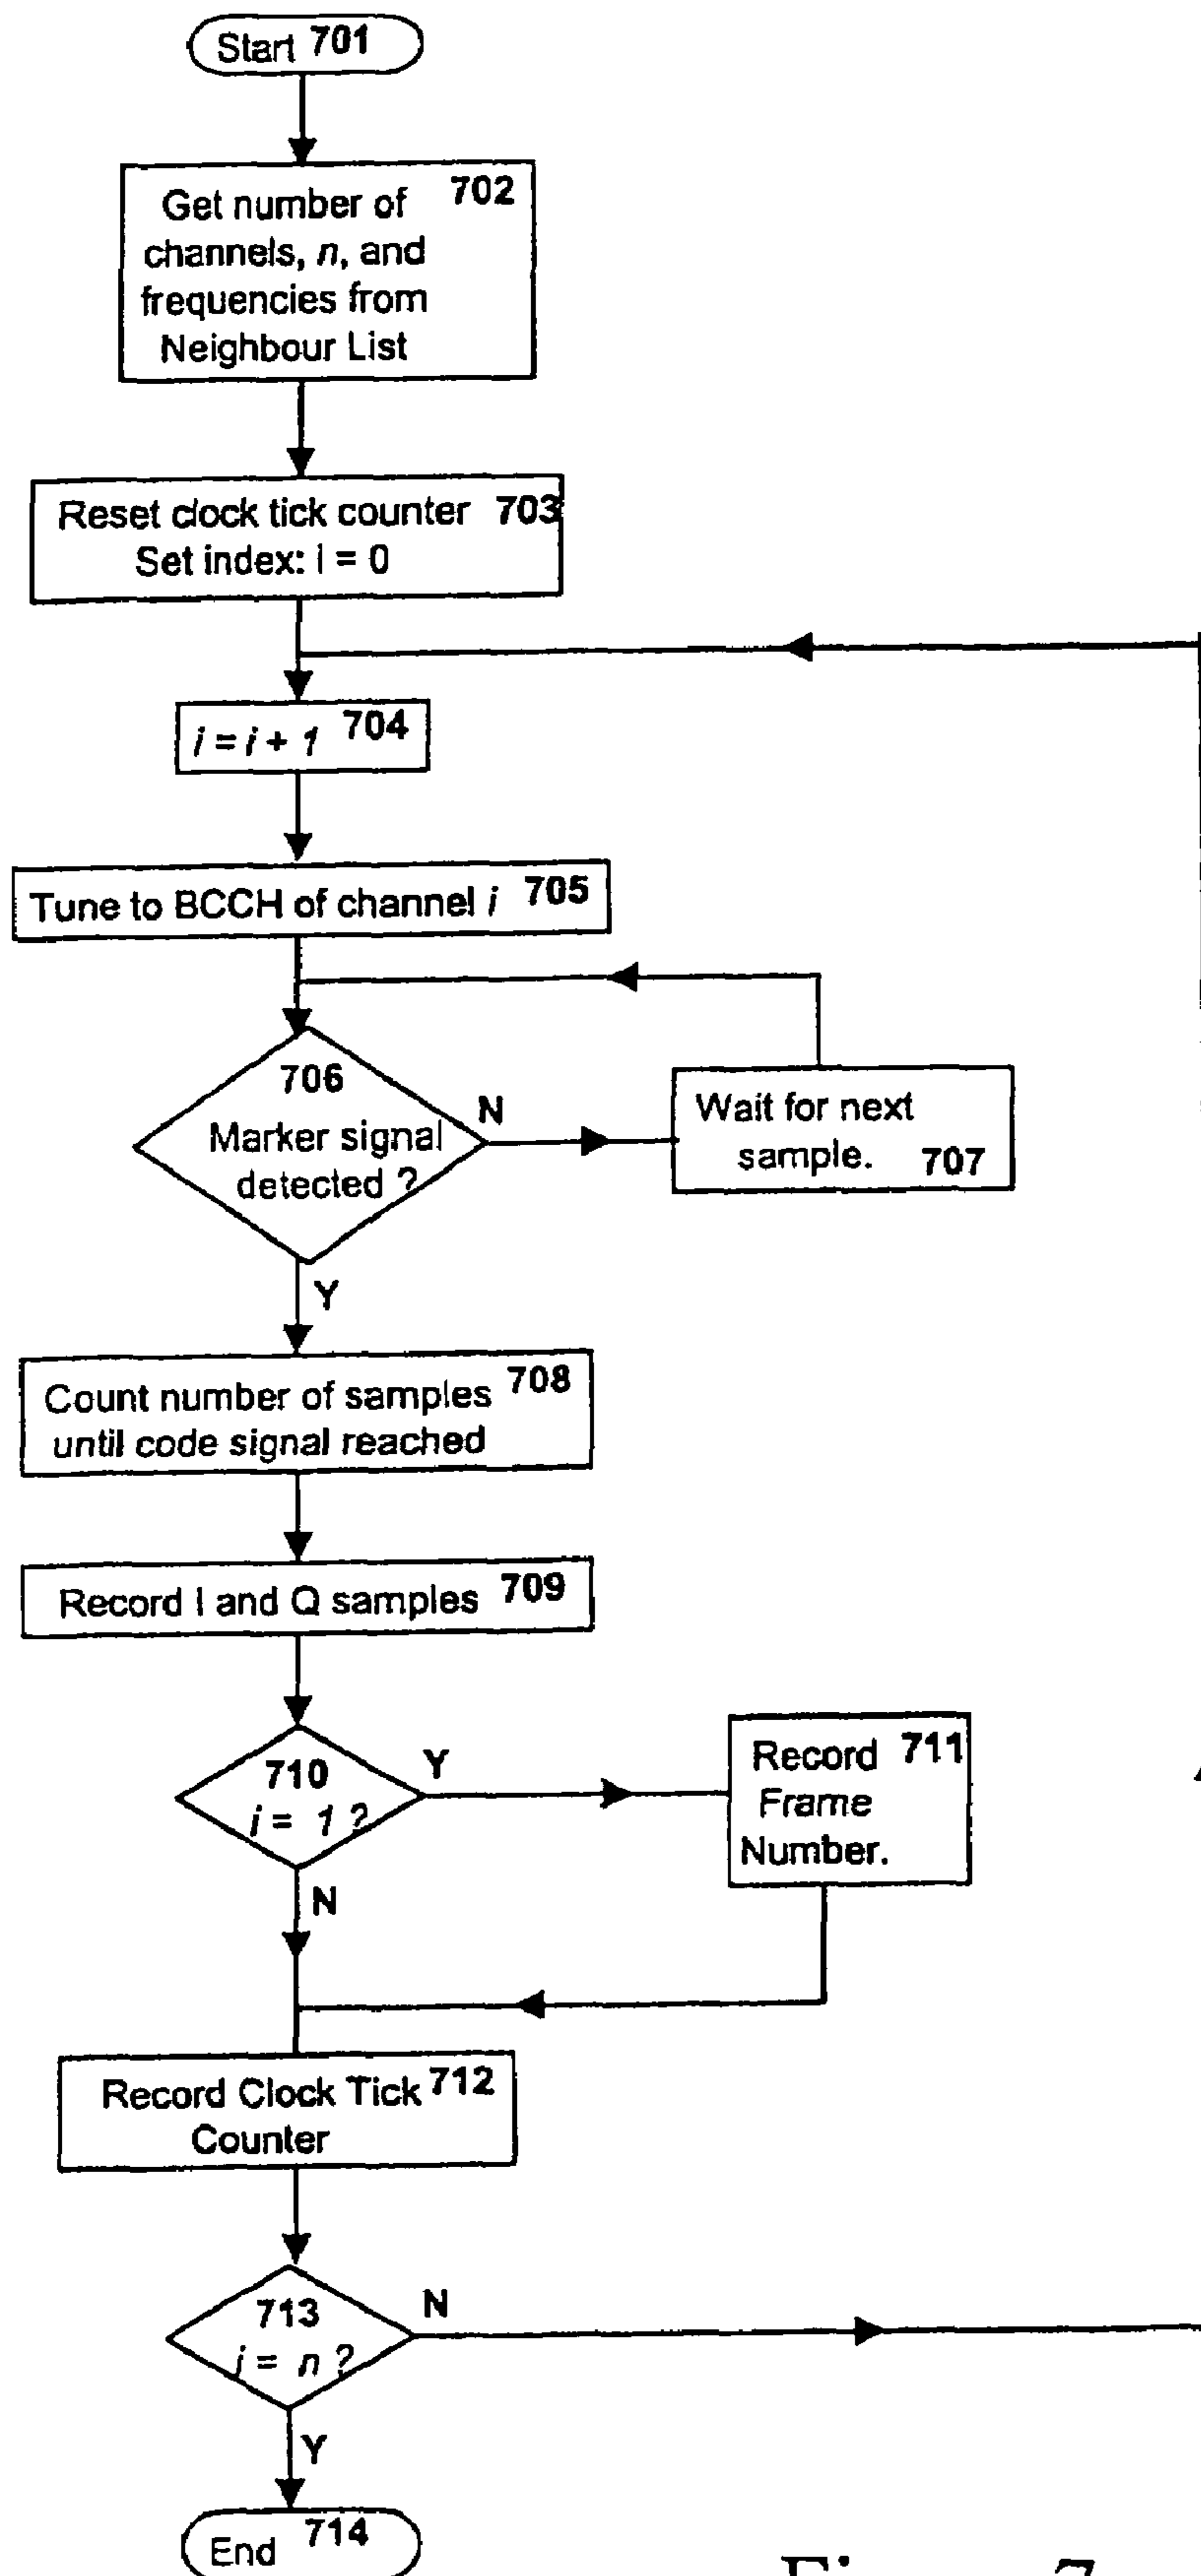 Start 701
Get number of 702
channels, n, and
frequencies from
Neighbour List
Reset clock tick counter 703
Set index: i = 0
i = i + 1 704
Tune to BCCH of channel i 705
706
Marker signal
detected ?
N
Wait for next
sample. 707
Y
Count number of samples 708
until code signal reached
Record I and Q samples 709
710
i = 1 ?
Y
Record 711
Frame
Number.
N
Record Clock Tick 712
Counter
713
i = n ?
N
Y
End 714